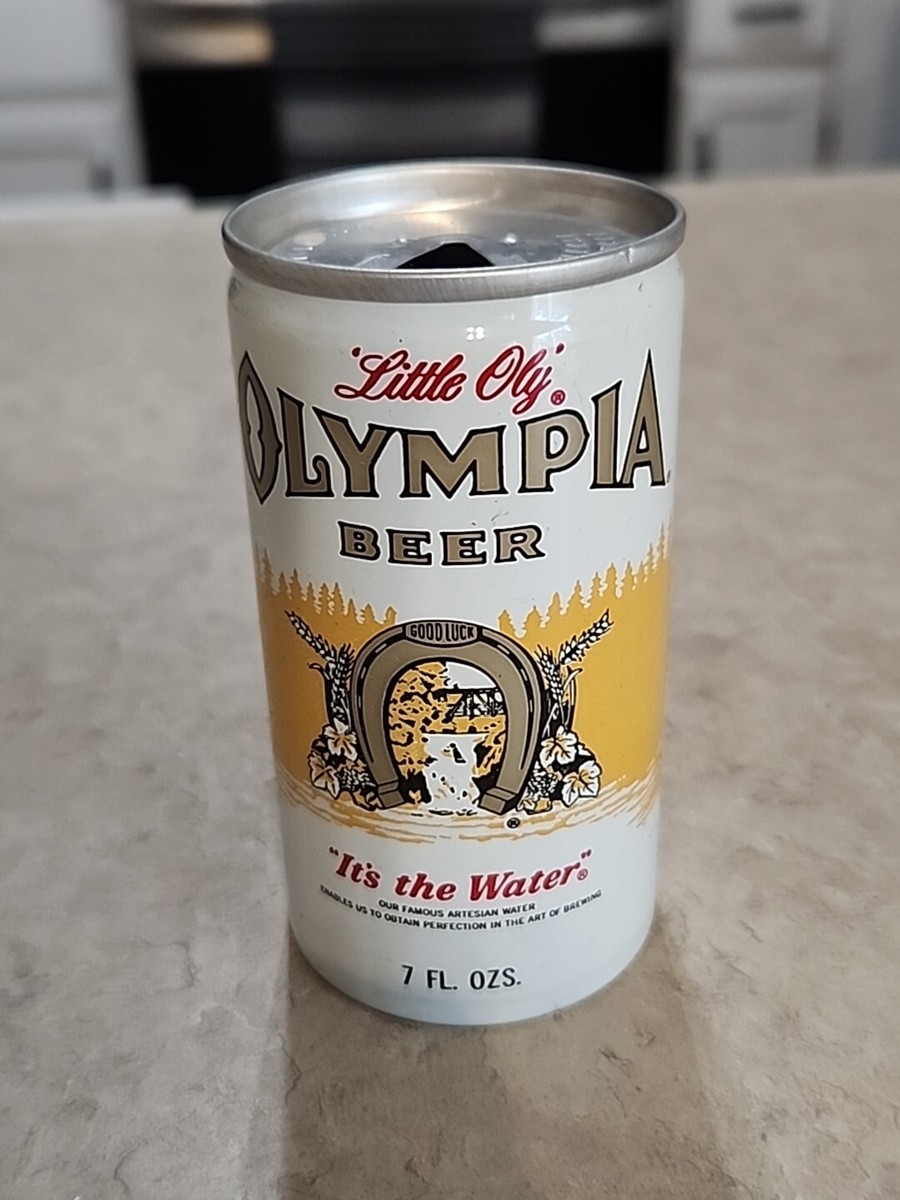 'Little Oly'®
OLYMPIA
BEER
GOOD LUCK
®
"It's the Water"®
OUR FAMOUS ARTESIAN WATER
ENABLES US TO OBTAIN PERFECTION IN THE ART OF BREWING
7 FL. OZS.